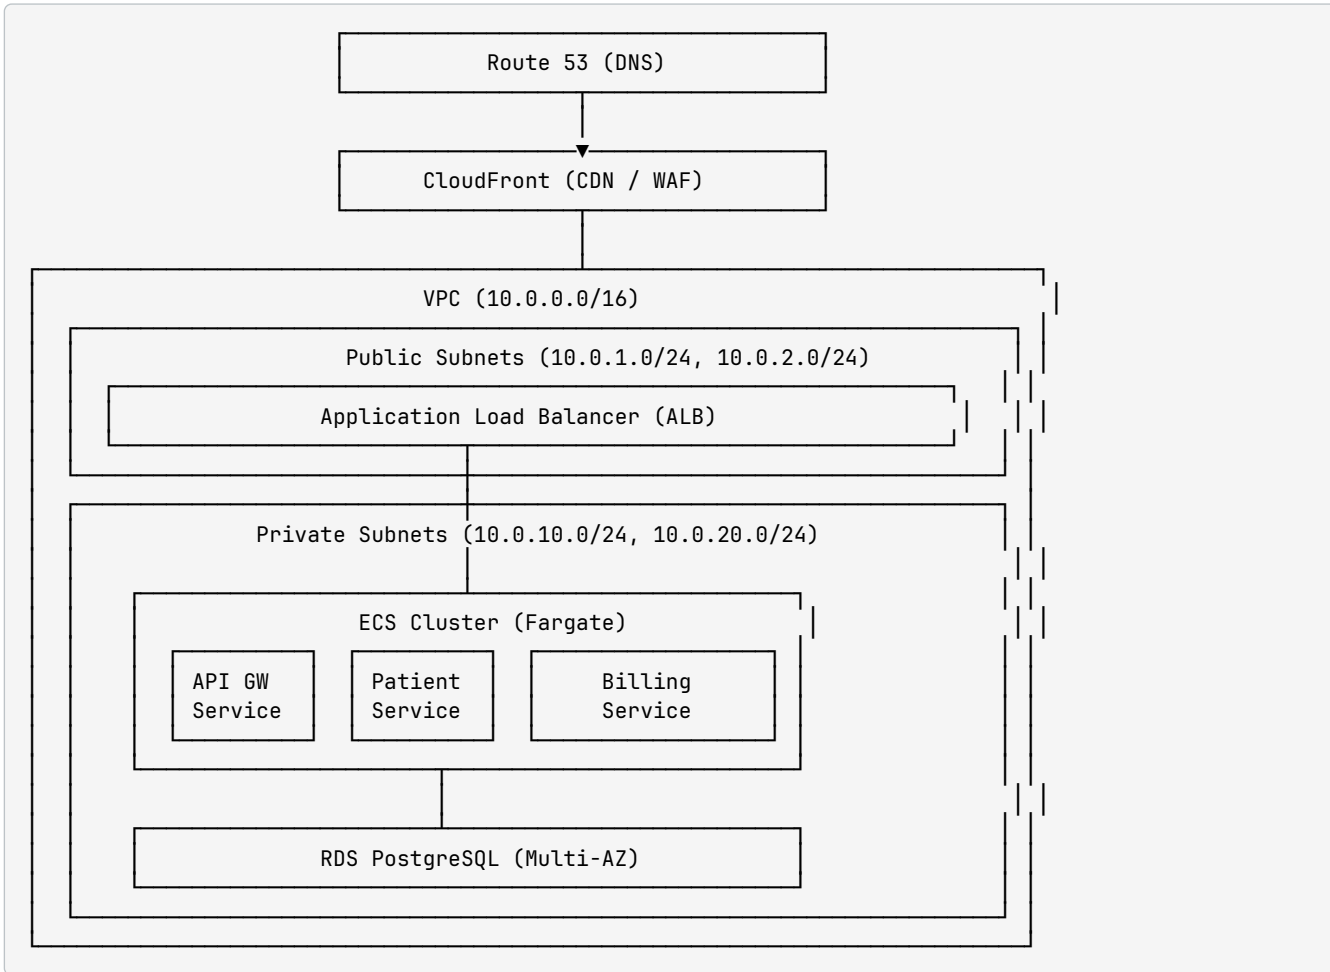 Route 53 (DNS)
CloudFront (CDN / WAF)
VPC (10.0.0.0/16)
Public Subnets (10.0.1.0/24, 10.0.2.0/24)
Application Load Balancer (ALB)
Private Subnets (10.0.10.0/24, 10.0.20.0/24)
ECS Cluster (Fargate)
API GW
Service
Patient
Service
Billing
Service
RDS PostgreSQL (Multi-AZ)